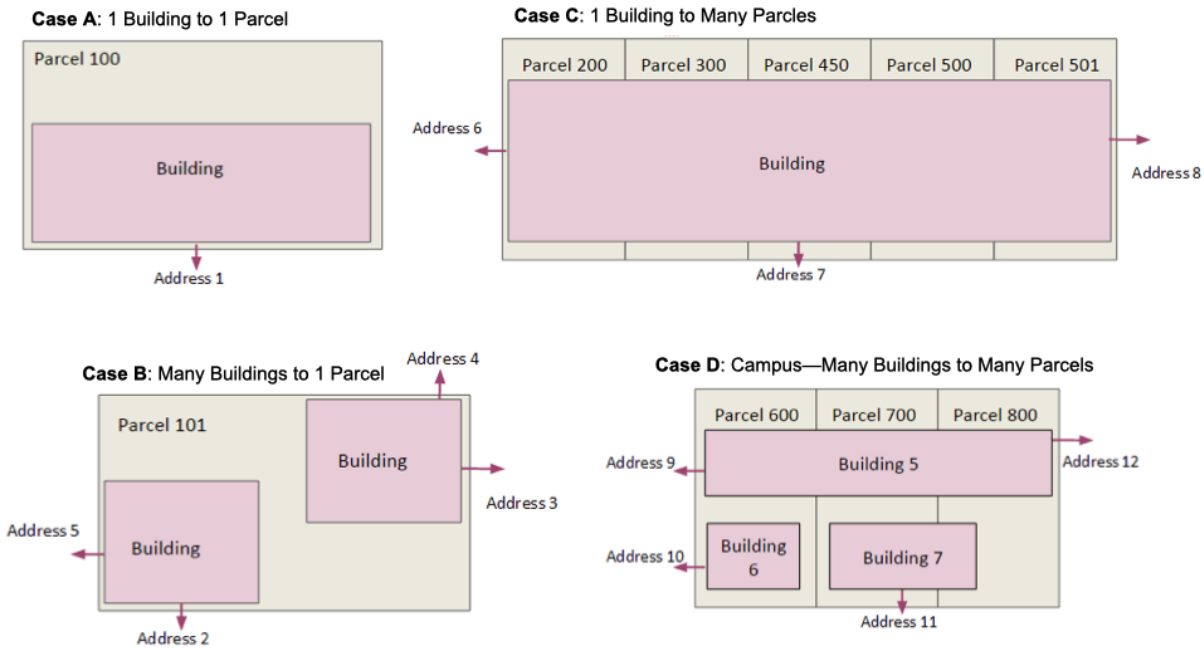 Case A: 1 Building to 1 Parcel
Parcel 100
Building
Address 1
Case C: 1 Building to Many Parcles
Parcel 200
Parcel 300
Parcel 450
Parcel 500
Parcel 501
Address 6
Building
Address 8
Address 7
Case B: Many Buildings to 1 Parcel
Address 4
Parcel 101
Building
Address 3
Address 5
Building
Address 2
Case D: Campus—Many Buildings to Many Parcels
Parcel 600
Parcel 700
Parcel 800
Address 9
Building 5
Address 12
Address 10
Building
6
Building 7
Address 11